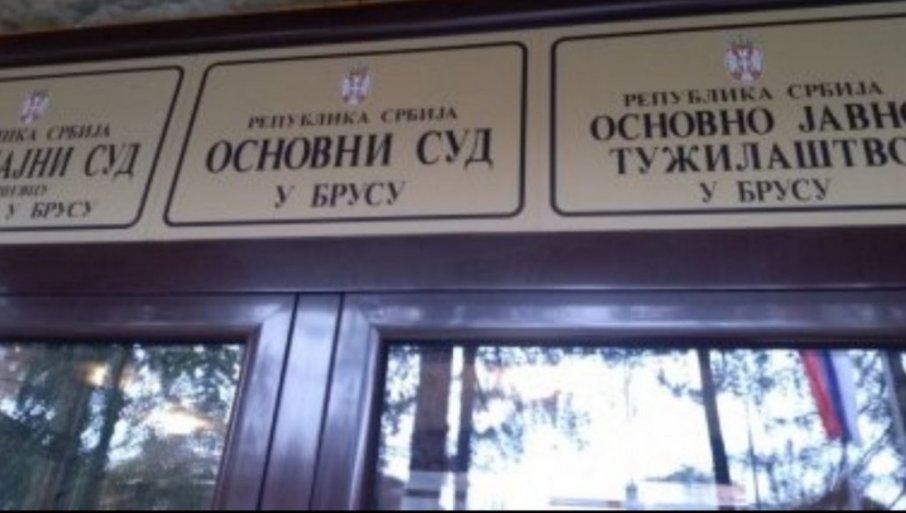 СРБИЈА
СУД
У БРУСУ
РЕПУБЛИКА СРБИЈА
ОСНОВНИ СУД
У БРУСУ
РЕПУБЛИКА СРБИЈА
ОСНОВНО ЈАВНО
ТУЖИЛАШТВО
У БРУСУ